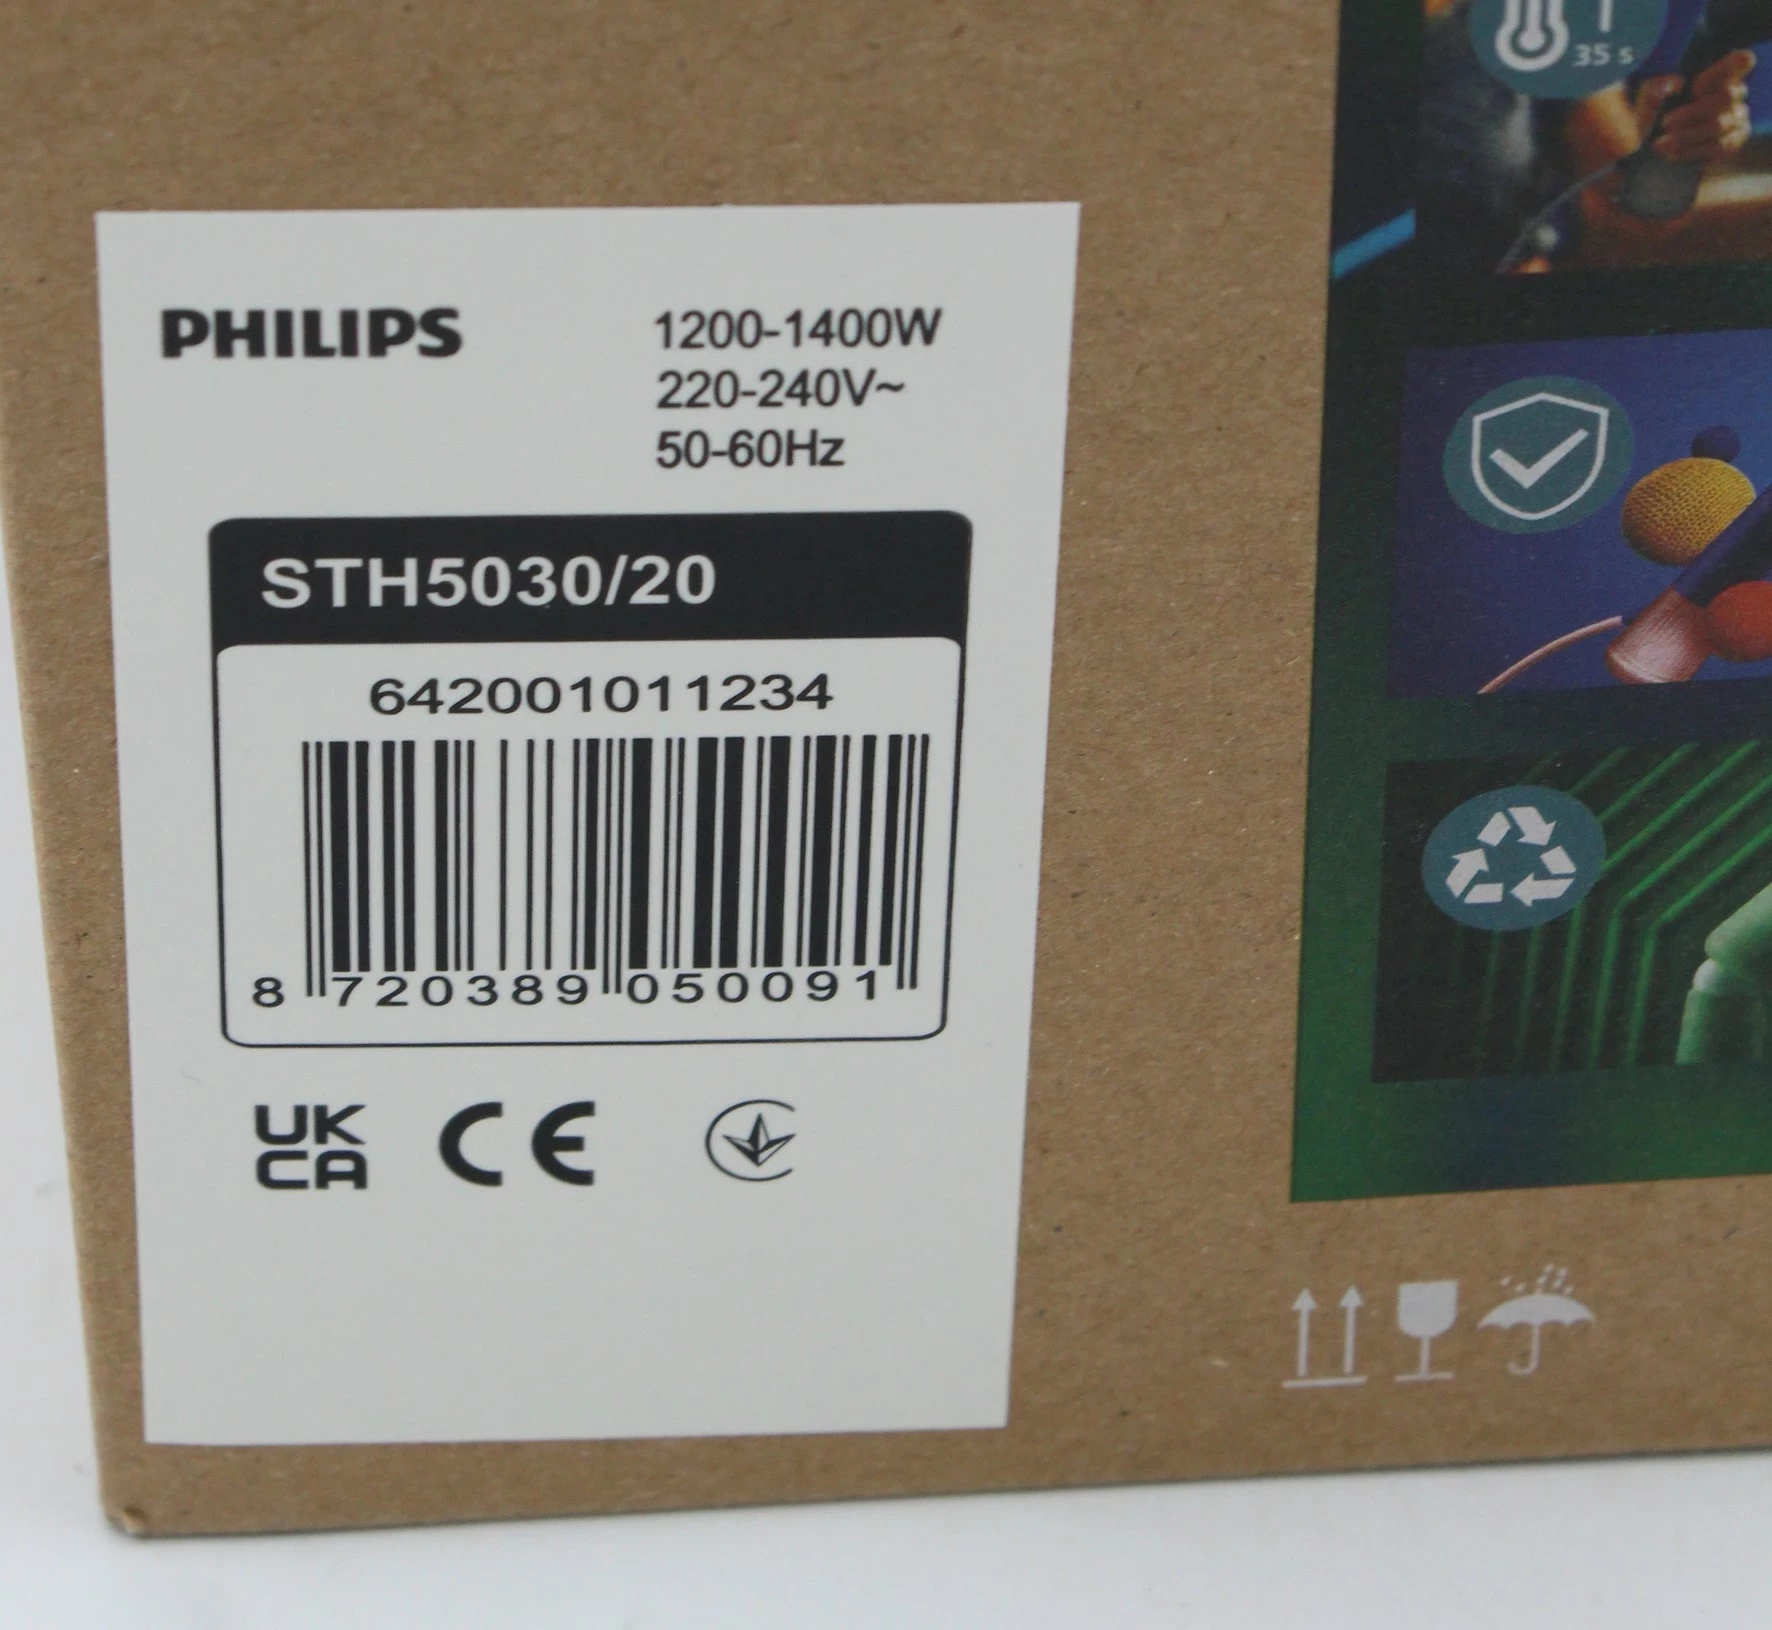 35 s
PHILIPS
1200-1400W
220-240V~
50-60Hz
STH5030/20
642001011234
8 720389 050091
UK
CA
CE